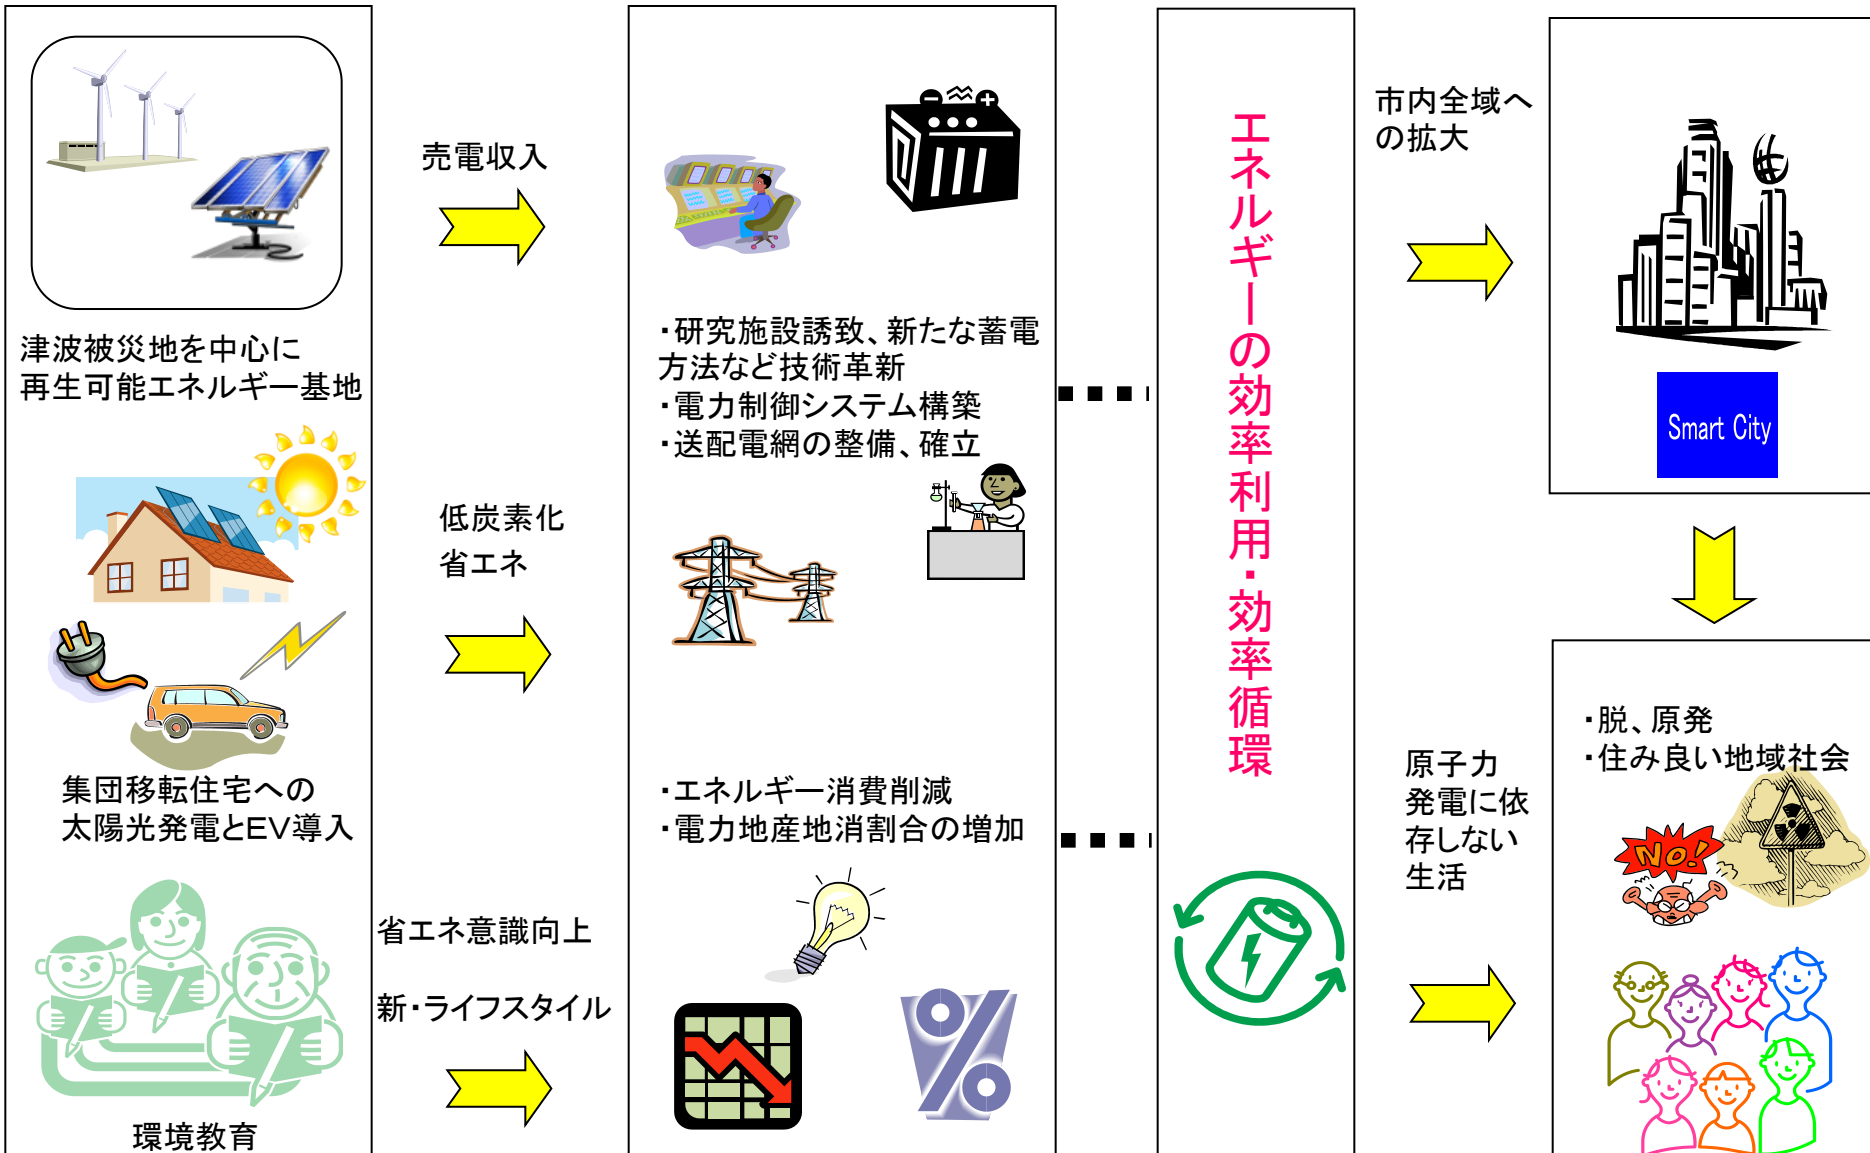 津波被災地を中心に
再生可能エネルギー基地
集団移転住宅への
太陽光発電とEV導入
環境教育
売電収入
低炭素化
省エネ
省エネ意識向上
新・ライフスタイル
・研究施設誘致、新たな蓄電
方法など技術革新
・電力制御システム構築
・送配電網の整備、確立
・エネルギー消費削減
・電力地産地消割合の増加
%
エネルギーの効率利用・効率循環
市内全域へ
の拡大
原子力
発電に依
存しない
生活
Smart City
・脱、原発
・住み良い地域社会
NO!